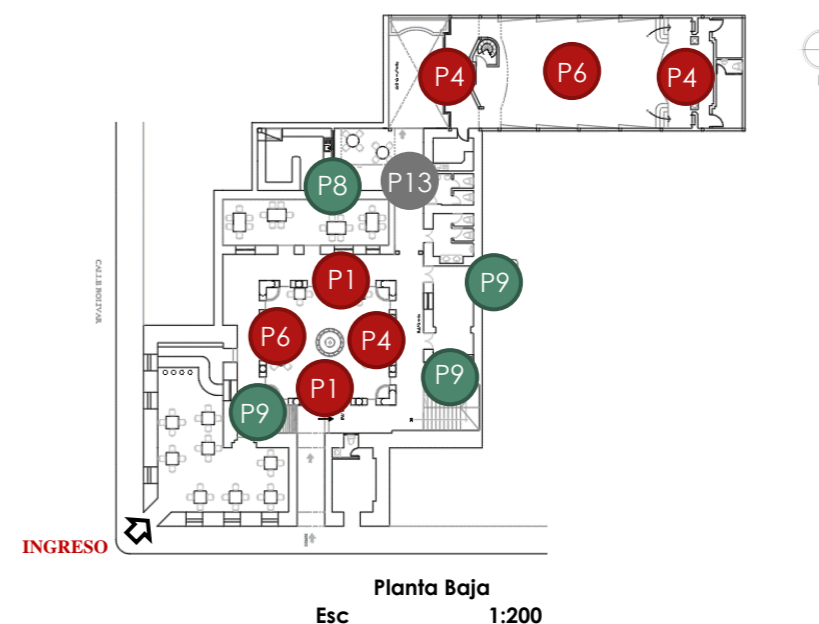 P4
P6
P4
P8
P13
P1
P9
CALLE BOLIVAR
P6
P4
P1
P9
P9
INGRESO
Planta Baja
Esc 1:200